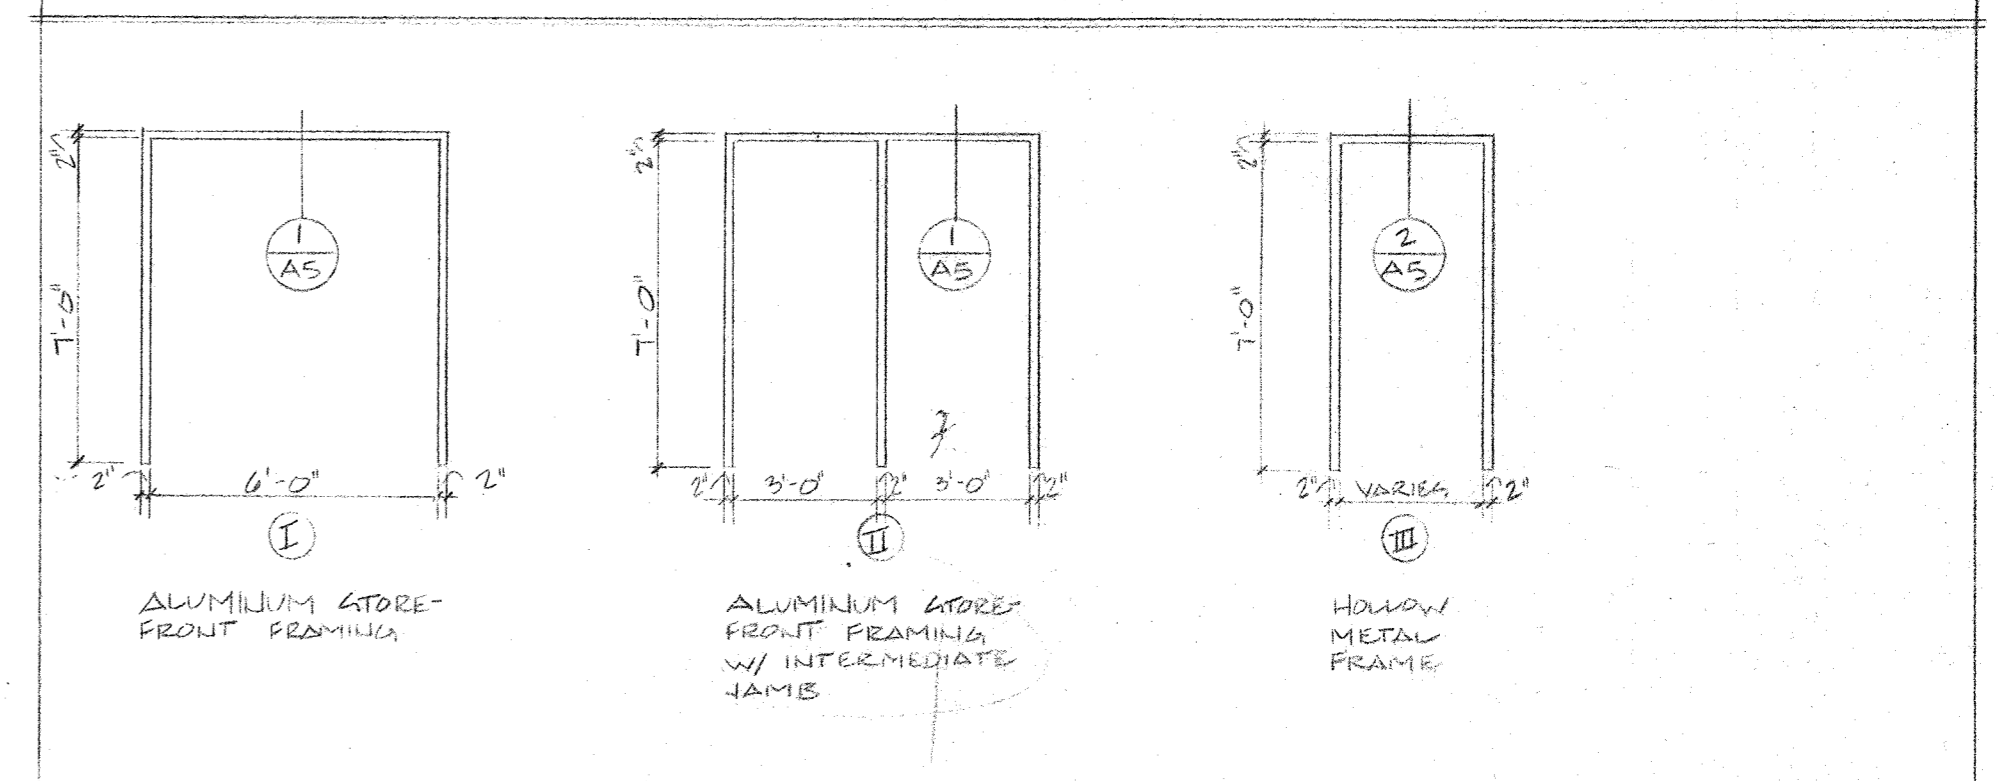 2"
7'-0"
1
A5
2"
6'-0"
2"
I
ALUMINUM STORE-
FRONT FRAMING
2"
7'-0"
1
A5
2"
3'-0"
2"
3'-0"
2"
II
ALUMINUM STORE-
FRONT FRAMING
W/ INTERMEDIATE
JAMB
2"
7'-0"
2
A5
2"
VARIES
2"
III
HOLLOW
METAL
FRAME